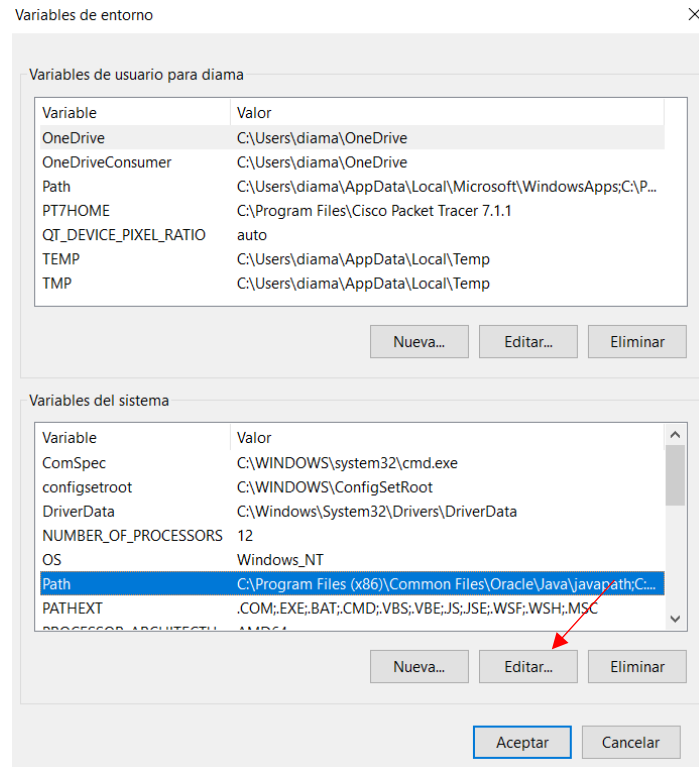 Variables de entorno
Variables de usuario para diama
Variable Valor
OneDrive C:\Users\diama\OneDrive
OneDriveConsumer C:\Users\diama\OneDrive
Path C:\Users\diama\AppData\Local\Microsoft\WindowsApps;C:\P...
PT7HOME C:\Program Files\Cisco Packet Tracer 7.1.1
QT_DEVICE_PIXEL_RATIO auto
TEMP C:\Users\diama\AppData\Local\Temp
TMP C:\Users\diama\AppData\Local\Temp
Nueva... Editar... Eliminar
Variables del sistema
Variable Valor
ComSpec C:\WINDOWS\system32\cmd.exe
configsetroot C:\WINDOWS\ConfigSetRoot
DriverData C:\Windows\System32\Drivers\DriverData
NUMBER_OF_PROCESSORS 12
OS Windows_NT
Path C:\Program Files (x86)\Common Files\Oracle\Java\javapath;C:...
PATHEXT .COM;.EXE;.BAT;.CMD;.VBS;.VBE;.JS;.JSE;.WSF;.WSH;.MSC
PROCESSOR_ARCHITECTU... AMD64
Nueva... Editar... Eliminar
Aceptar Cancelar